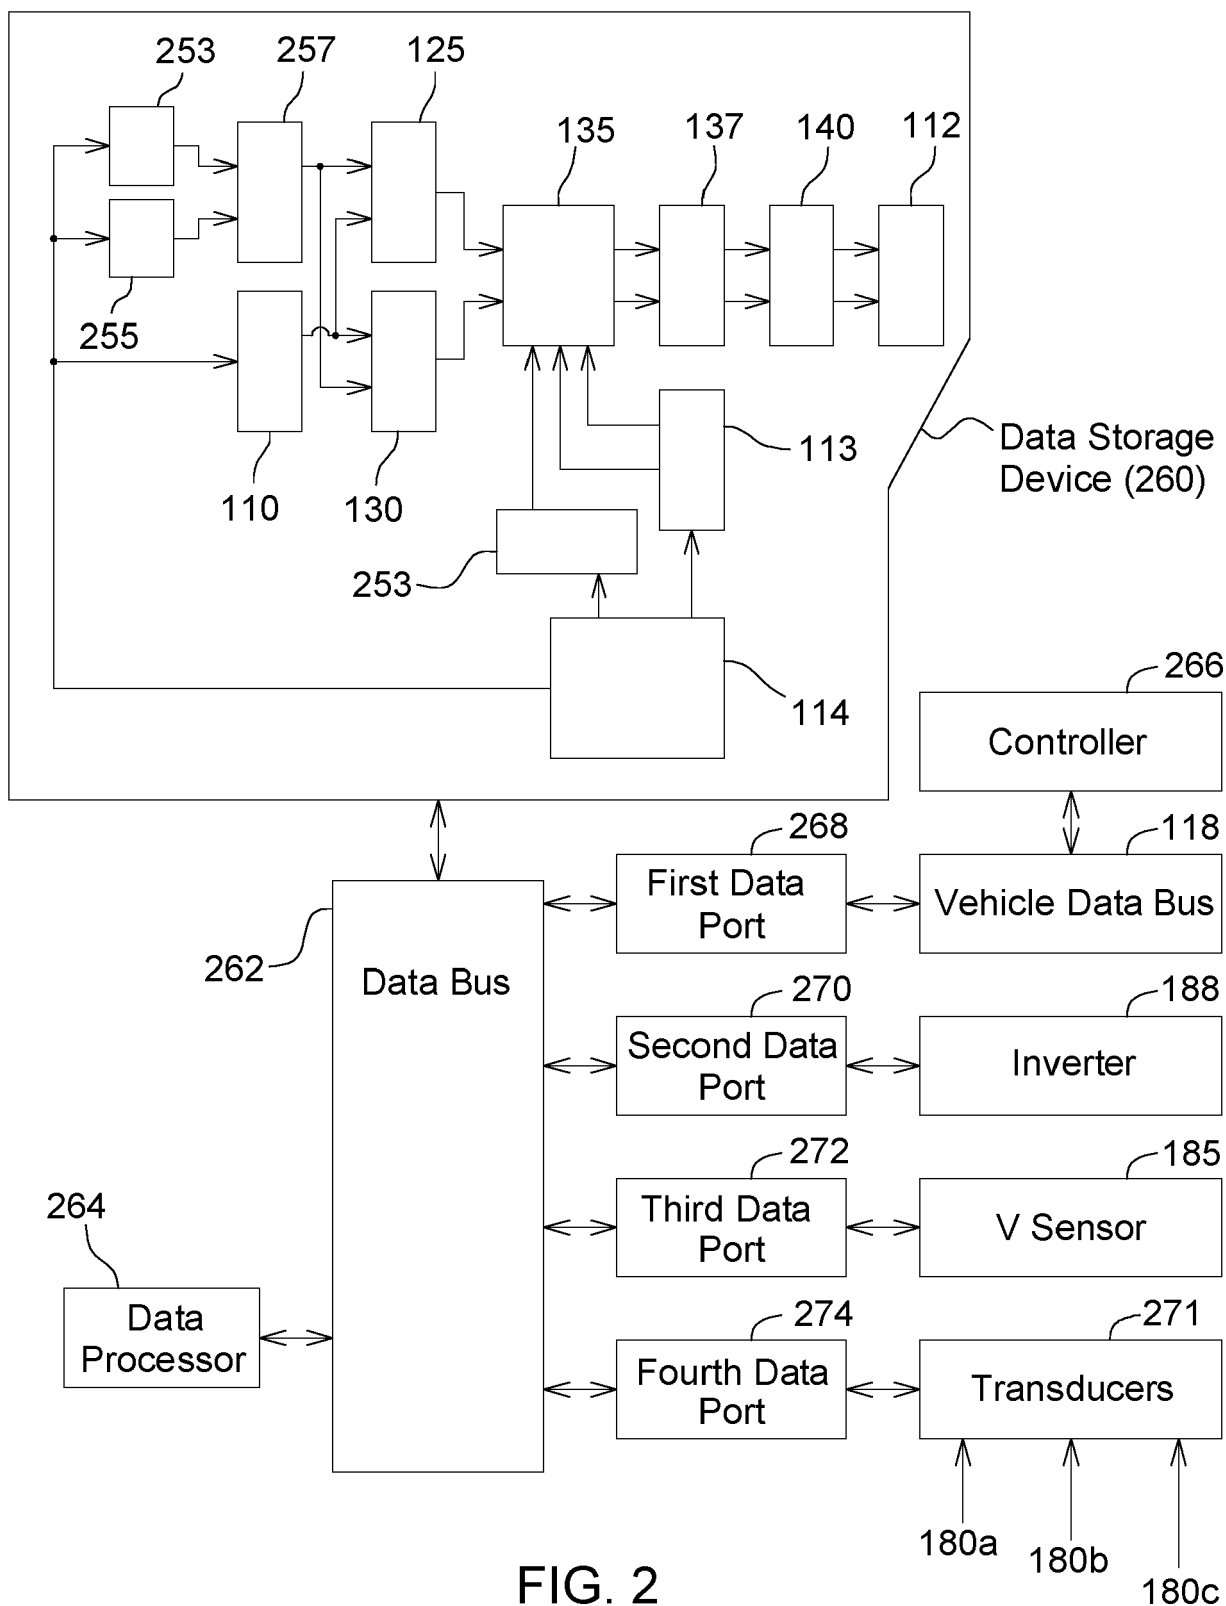 253
257
125
135
137
140
112
255
110
130
113
Data Storage
Device (260)
253
114
266
Controller
268
118
First Data
Port
Vehicle Data Bus
262
Data Bus
270
188
Second Data
Port
Inverter
272
185
Third Data
Port
V Sensor
264
Data
Processor
274
271
Fourth Data
Port
Transducers
180a
180b
180c
FIG. 2